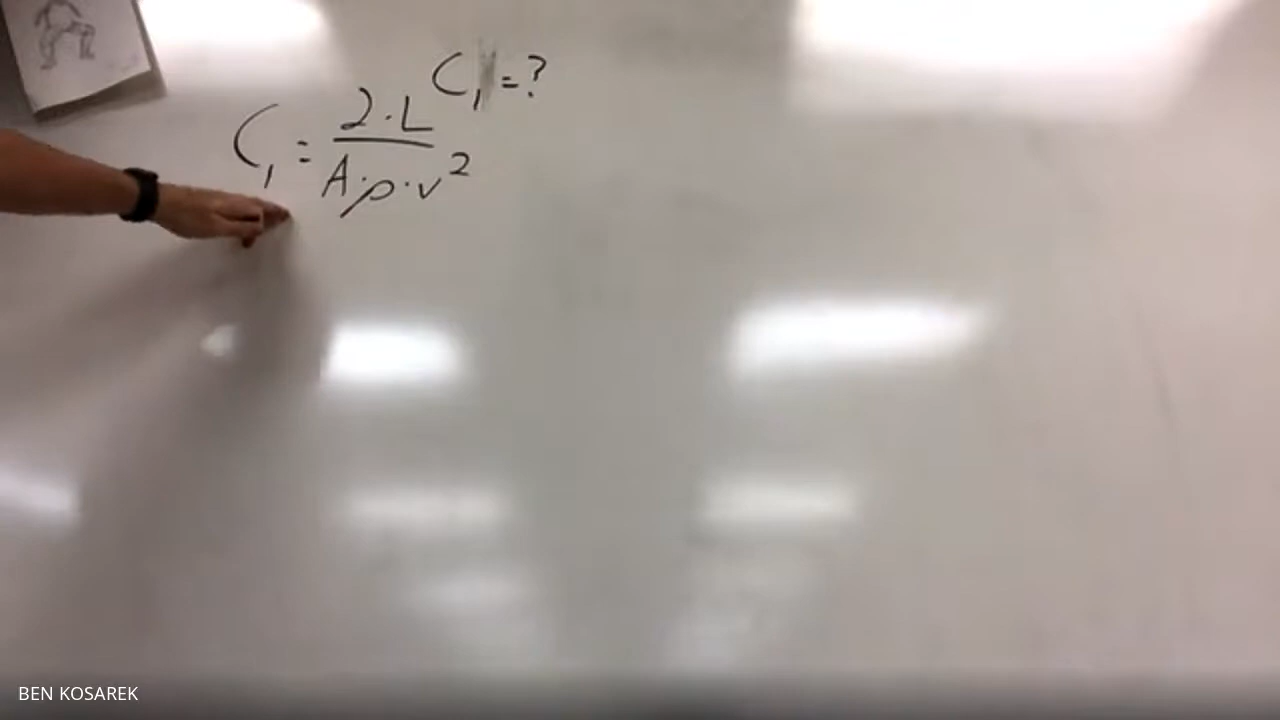 C₁ = ?
C₁ = 2·L / A·ρ·v²
BEN KOSAREK